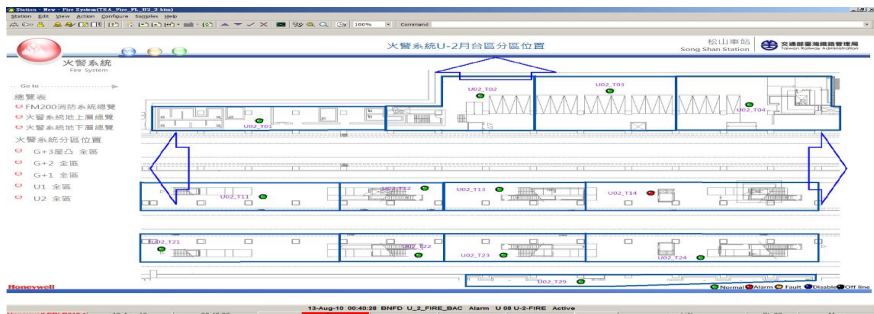 Station - New - Fire System(TRA_Fire_PL_U2_2.htm)
Station Edit View Action Configure Samples Help
100% Command
火警系統
Fire System
火警系統U-2月台區分區位置
松山車站
Song Shan Station
交通部臺灣鐵路管理局
Taiwan Railway Administration
Go to
總覽表
FM200消防系統總覽
火警系統地上層總覽
火警系統地下層總覽
火警系統分區位置
G+3屋凸 全區
G+2 全區
G+1 全區
U1 全區
U2 全區
U02_T01
U02_T02
U02_T03
U02_T04
U02_T11
U02_T12
U02_T13
U02_T14
U02_T21
U02_T22
U02_T23
U02_T24
U02_T29
Honeywell
Normal Alarm Fault Disable Off line
13-Aug-10 00:40:28 BNFD U_2_FIRE_BAC Alarm U 08 U-2-FIRE Active